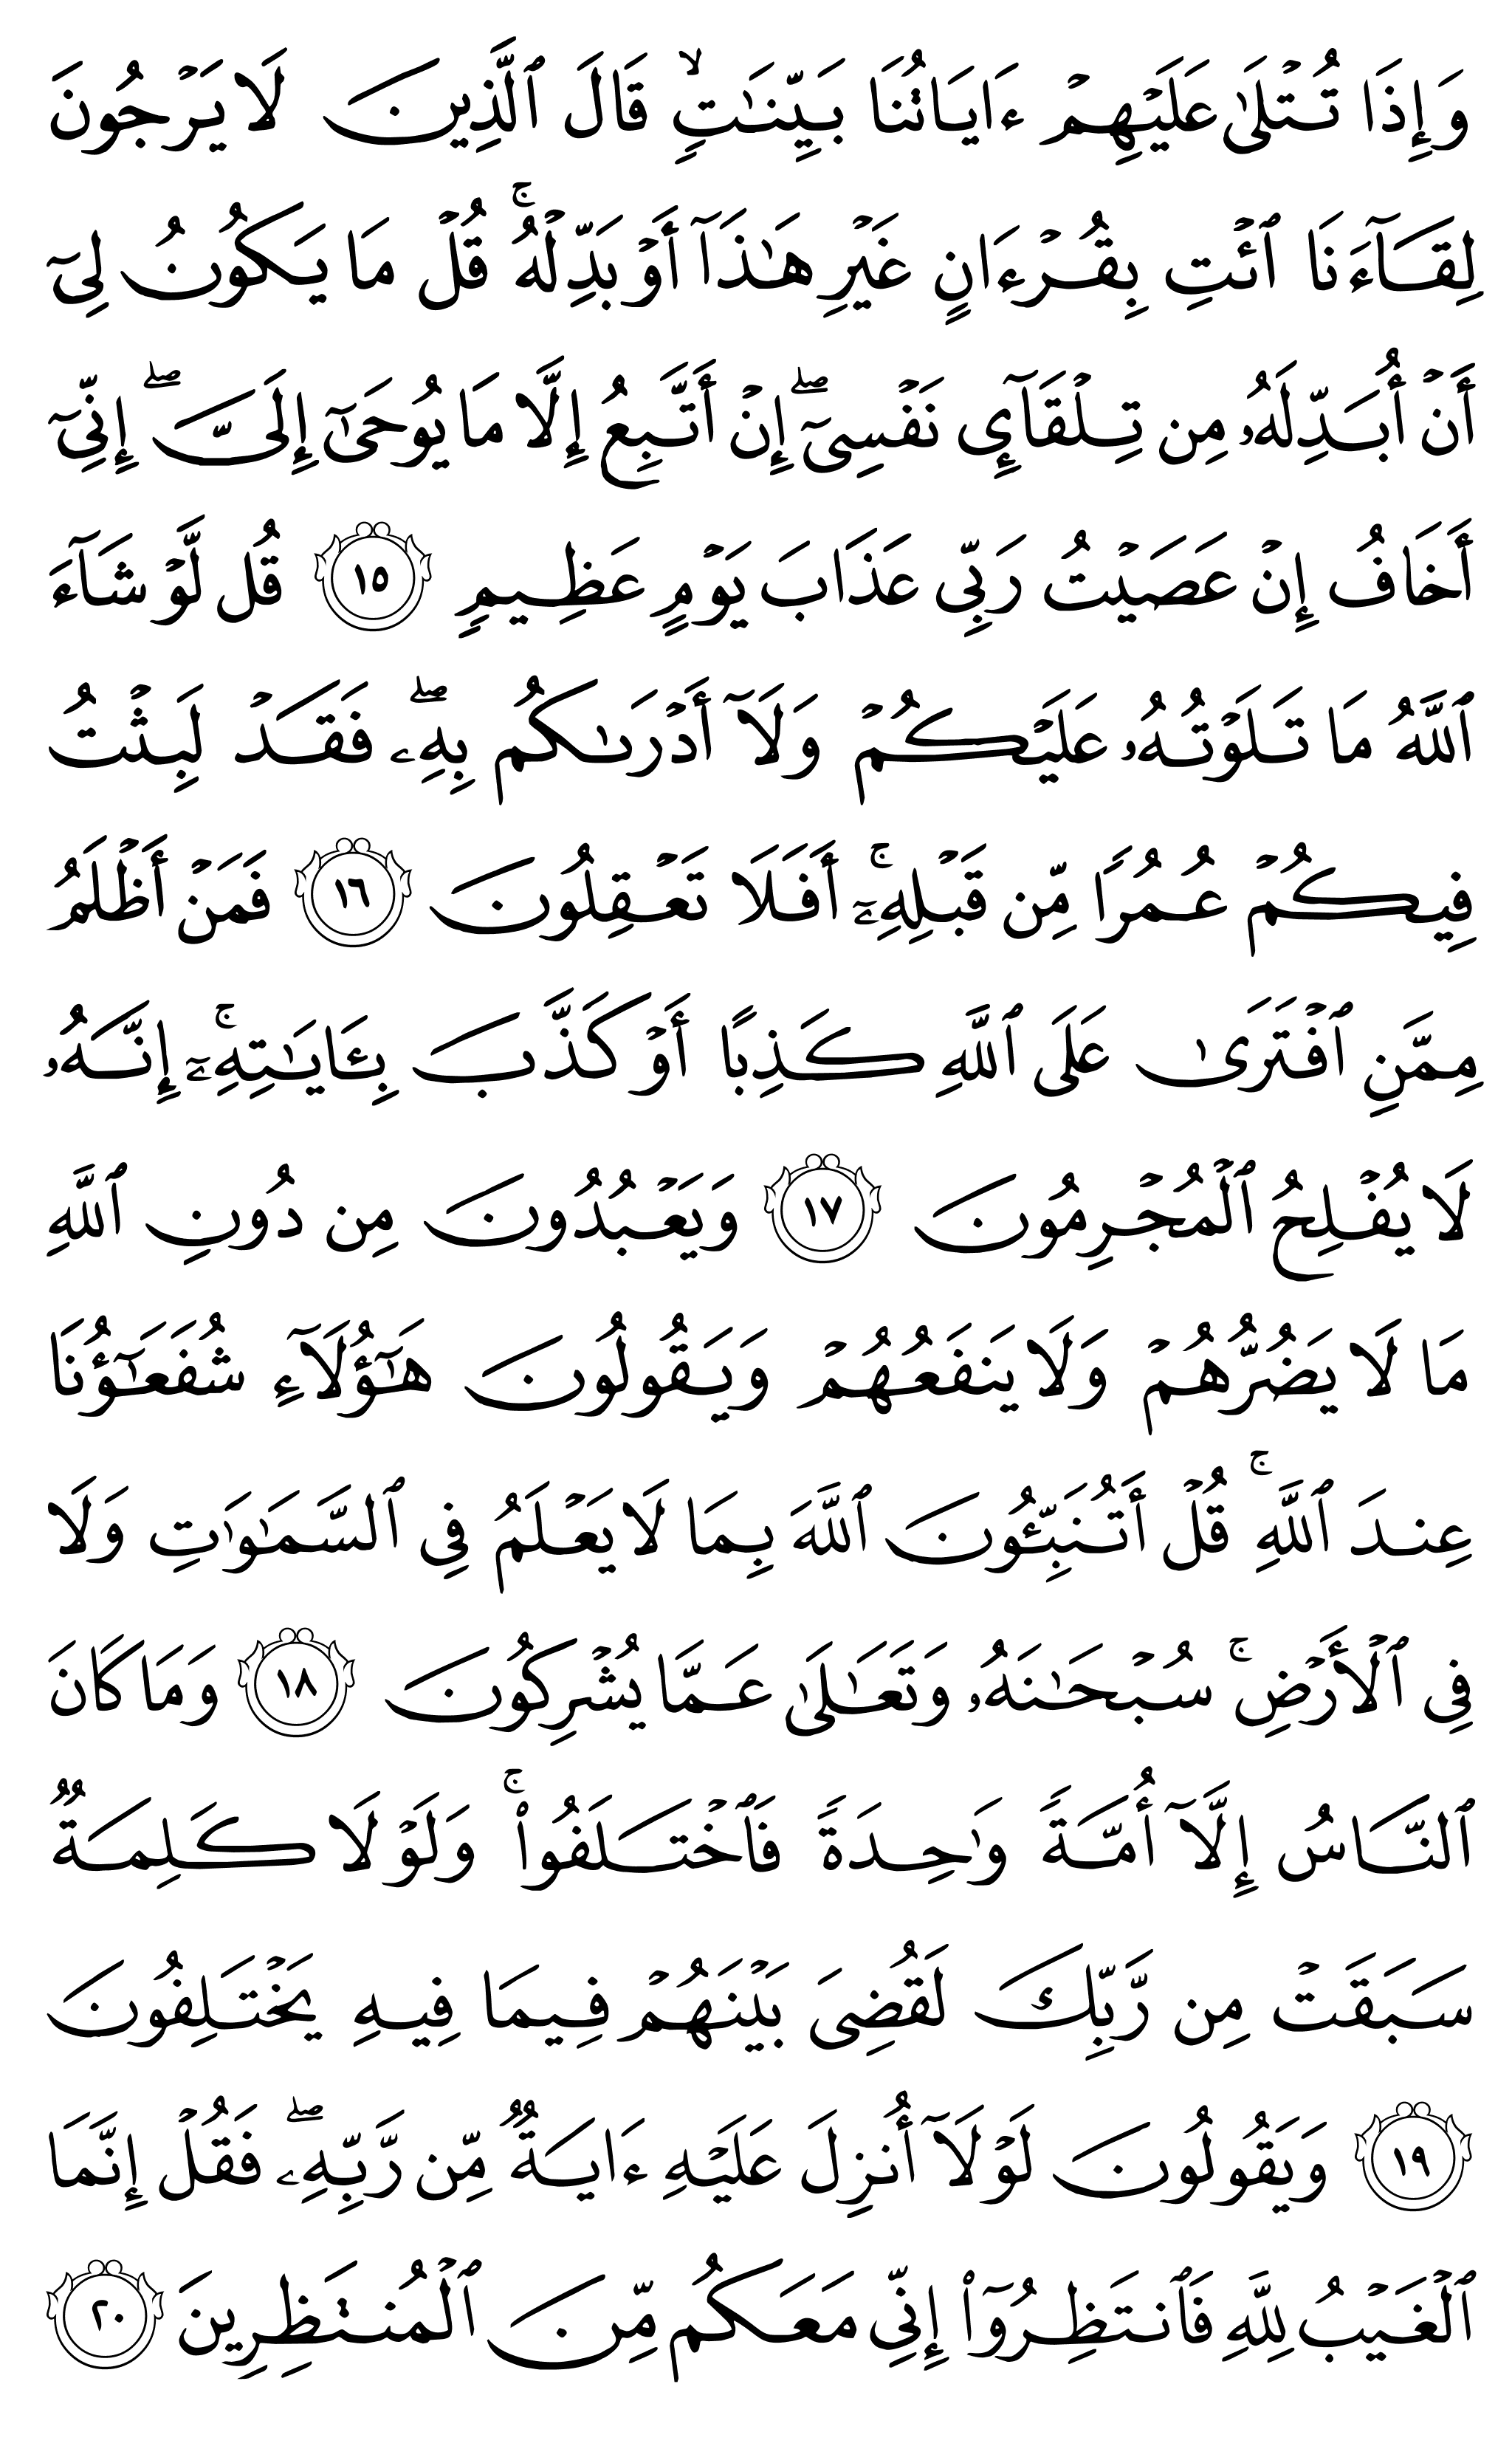 وَإِذَا تُتۡلَىٰ عَلَيۡهِمۡ ءَايَاتُنَا بَيِّنَٰتٖ ۙ قَالَ ٱلَّذِينَ لَا يَرۡجُونَ
لِقَآءَنَا ٱئۡتِ بِقُرۡءَانٍ غَيۡرِ هَٰذَآ أَوۡ بَدِّلۡهُۚ قُلۡ مَا يَكُونُ لِيٓ
أَنۡ أُبَدِّلَهُۥ مِن تِلۡقَآيِٕ نَفۡسِيٓۖ إِنۡ أَتَّبِعُ إِلَّا مَا يُوحَىٰٓ إِلَيَّۖ إِنِّيٓ
أَخَافُ إِنۡ عَصَيۡتُ رَبِّي عَذَابَ يَوۡمٍ عَظِيمٖ ١٥ قُل لَّوۡ شَآءَ
ٱللَّهُ مَا تَلَوۡتُهُۥ عَلَيۡكُمۡ وَلَآ أَدۡرَىٰكُم بِهِۦۖ فَقَدۡ لَبِثۡتُ
فِيكُمۡ عُمُرٗا مِّن قَبۡلِهِۦٓۚ أَفَلَا تَعۡقِلُونَ ١٦ فَمَنۡ أَظۡلَمُ
مِمَّنِ ٱفۡتَرَىٰ عَلَى ٱللَّهِ كَذِبًا أَوۡ كَذَّبَ بِـَٔايَٰتِهِۦٓۚ إِنَّهُۥ
لَا يُفۡلِحُ ٱلۡمُجۡرِمُونَ ١٧ وَيَعۡبُدُونَ مِن دُونِ ٱللَّهِ
مَا لَا يَضُرُّهُمۡ وَلَا يَنفَعُهُمۡ وَيَقُولُونَ هَٰٓؤُلَآءِ شُفَعَٰٓؤُنَا
عِندَ ٱللَّهِۚ قُلۡ أَتُنَبِّـُٔونَ ٱللَّهَ بِمَا لَا يَعۡلَمُ فِي ٱلسَّمَٰوَٰتِ وَلَا
فِي ٱلۡأَرۡضِۚ سُبۡحَٰنَهُۥ وَتَعَٰلَىٰ عَمَّا يُشۡرِكُونَ ١٨ وَمَا كَانَ
ٱلنَّاسُ إِلَّآ أُمَّةٗ وَٰحِدَةٗ فَٱخۡتَلَفُواْۚ وَلَوۡلَا كَلِمَةٞ
سَبَقَتۡ مِن رَّبِّكَ لَقُضِيَ بَيۡنَهُمۡ فِيمَا فِيهِ يَخۡتَلِفُونَ
١٩ وَيَقُولُونَ لَوۡلَآ أُنزِلَ عَلَيۡهِ ءَايَةٞ مِّن رَّبِّهِۦۖ فَقُلۡ إِنَّمَا
ٱلۡغَيۡبُ لِلَّهِ فَٱنتَظِرُوٓاْ إِنِّي مَعَكُم مِّنَ ٱلۡمُنتَظِرِينَ ٢٠